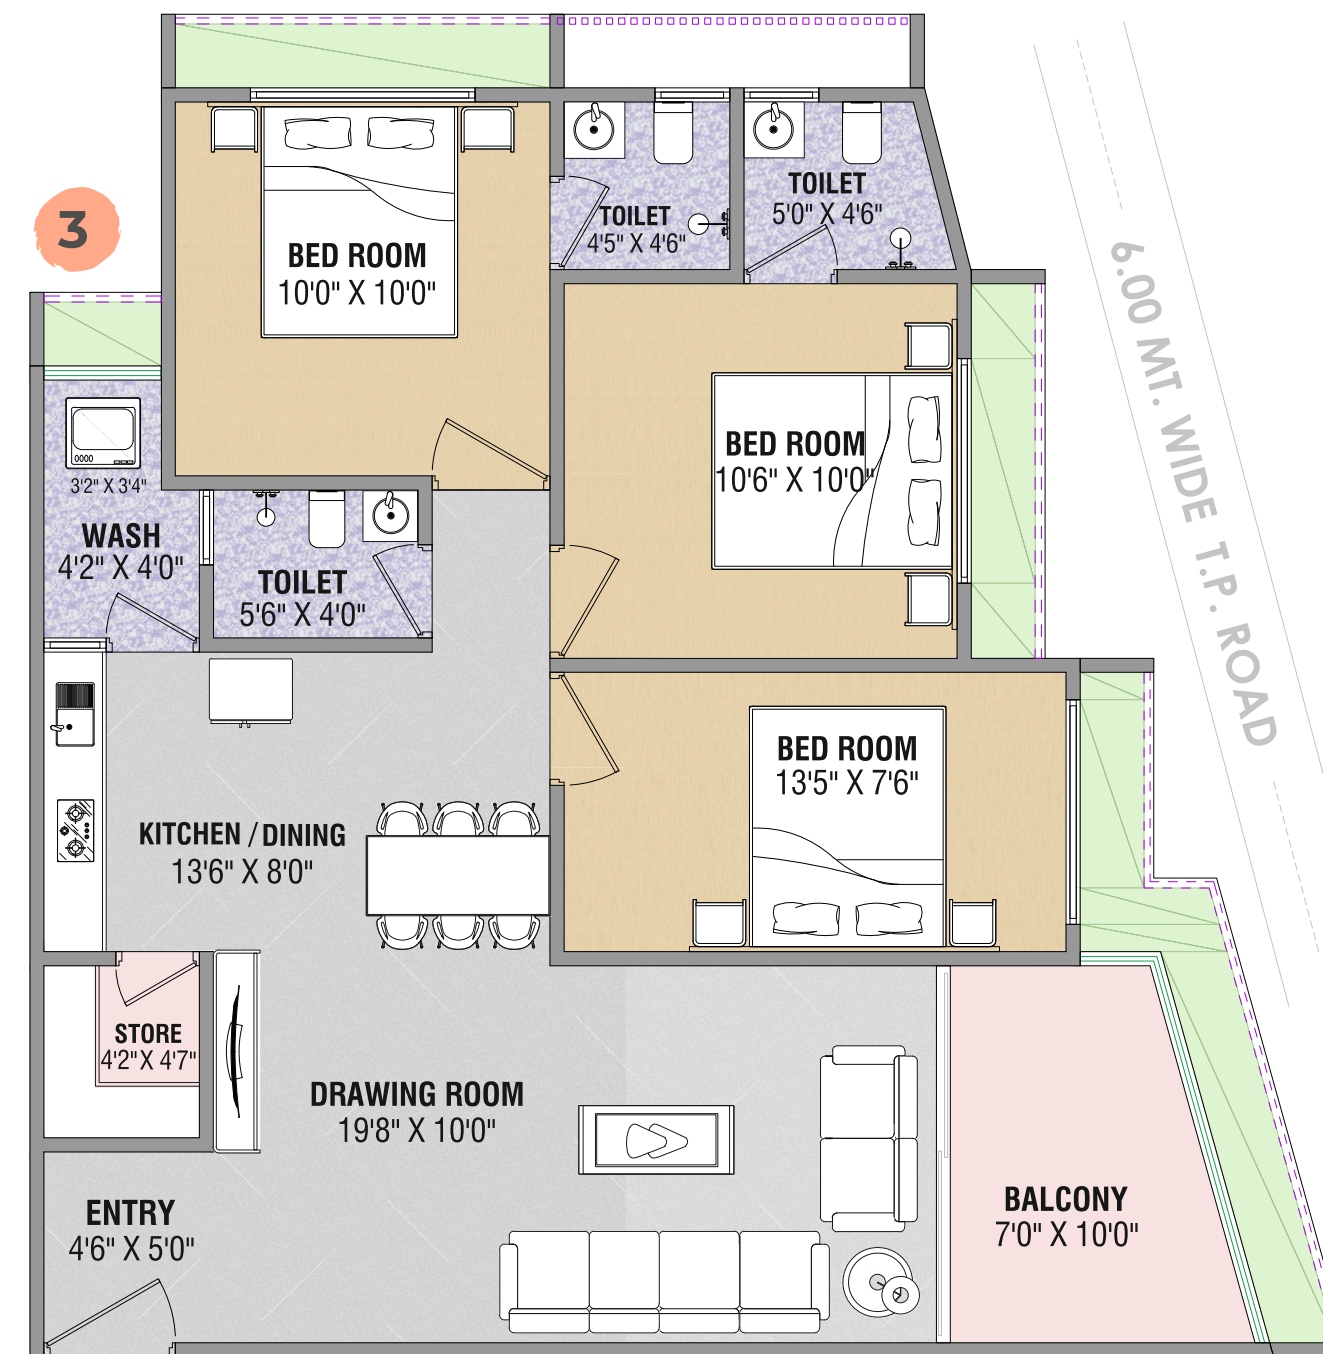 3
BED ROOM
10'0" X 10'0"
TOILET
4'5" X 4'6"
TOILET
5'0" X 4'6"
6.00 MT. WIDE T.P. ROAD
BED ROOM
10'6" X 10'0"
3'2" X 3'4"
WASH
4'2" X 4'0"
TOILET
5'6" X 4'0"
BED ROOM
13'5" X 7'6"
KITCHEN / DINING
13'6" X 8'0"
STORE
4'2" X 4'7"
DRAWING ROOM
19'8" X 10'0"
ENTRY
4'6" X 5'0"
BALCONY
7'0" X 10'0"